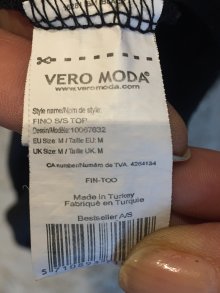 VERO MODA®
www.veromoda.com
Style name/Nom de style:
FINO S/S TOP
Dessin/Modèle: 10067632
EU Size: M / Taille EU: M
UK Size: M / Taille UK: M
CA number/Numéro de TVA 4264134
FIN-TOO
Made in Turkey
Fabriqué en Turquie
Bestseller A/S